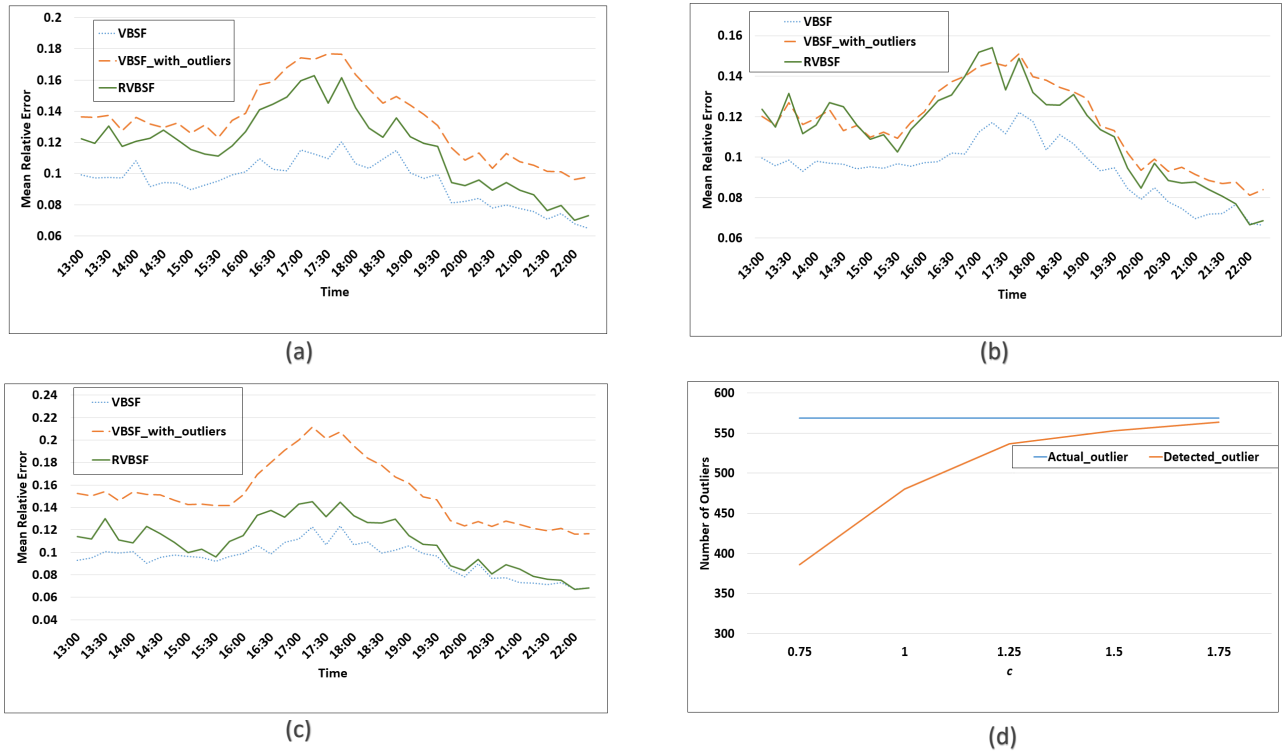 0.2
0.18
0.16
0.14
0.12
0.1
0.08
0.06
Mean Relative Error
VBSF
VBSF_with_outliers
RVBSF
13:00 13:30 14:00 14:30 15:00 15:30 16:00 16:30 17:00 17:30 18:00 18:30 19:00 19:30 20:00 20:30 21:00 21:30 22:00
Time
(a)
0.16
0.14
0.12
0.1
0.08
0.06
Mean Relative Error
VBSF
VBSF_with_outliers
RVBSF
13:00 13:30 14:00 14:30 15:00 15:30 16:00 16:30 17:00 17:30 18:00 18:30 19:00 19:30 20:00 20:30 21:00 21:30 22:00
Time
(b)
0.24
0.22
0.2
0.18
0.16
0.14
0.12
0.1
0.08
0.06
0.04
Mean Relative Error
VBSF
VBSF_with_outliers
RVBSF
13:00 13:30 14:00 14:30 15:00 15:30 16:00 16:30 17:00 17:30 18:00 18:30 19:00 19:30 20:00 20:30 21:00 21:30 22:00
Time
(c)
600
550
500
450
400
350
300
Number of Outliers
Actual_outlier Detected_outlier
0.75 1 1.25 1.5 1.75
c
(d)